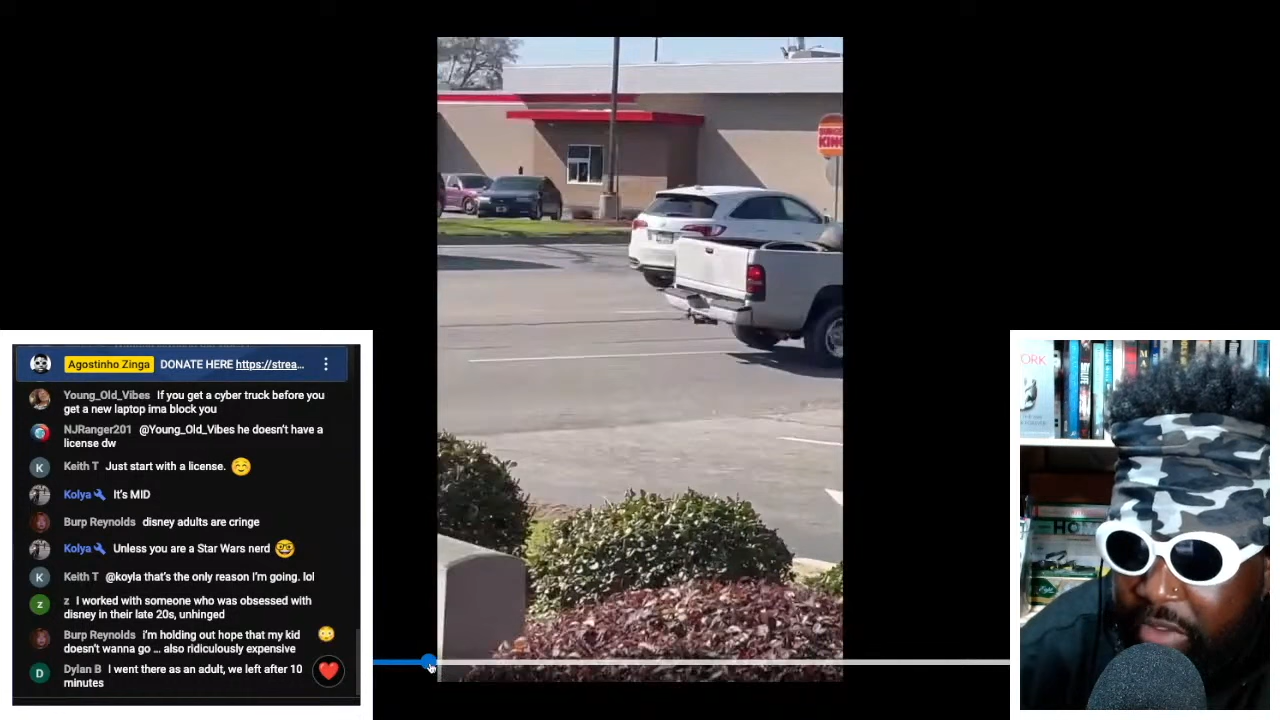 KING
Agostinho Zinga DONATE HERE https://strea...
Young_Old_Vibes If you get a cyber truck before you
get a new laptop ima block you
NJRanger201 @Young_Old_Vibes he doesn't have a
license dw
K Keith T Just start with a license. ☺️
Kolya It's MID
Burp Reynolds disney adults are cringe
Kolya Unless you are a Star Wars nerd 🤓
K Keith T @koyla that's the only reason I'm going. lol
z z I worked with someone who was obsessed with
disney in their late 20s, unhinged
Burp Reynolds i'm holding out hope that my kid 😳
doesn't wanna go ... also ridiculously expensive
D Dylan B I went there as an adult, we left after 10
minutes
ORK